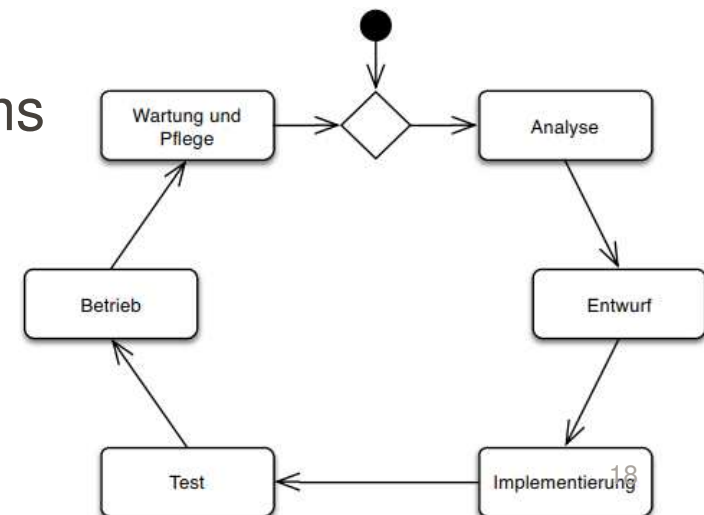 ns
Wartung und
Pflege
Analyse
Betrieb
Entwurf
Test
Implementierung
18